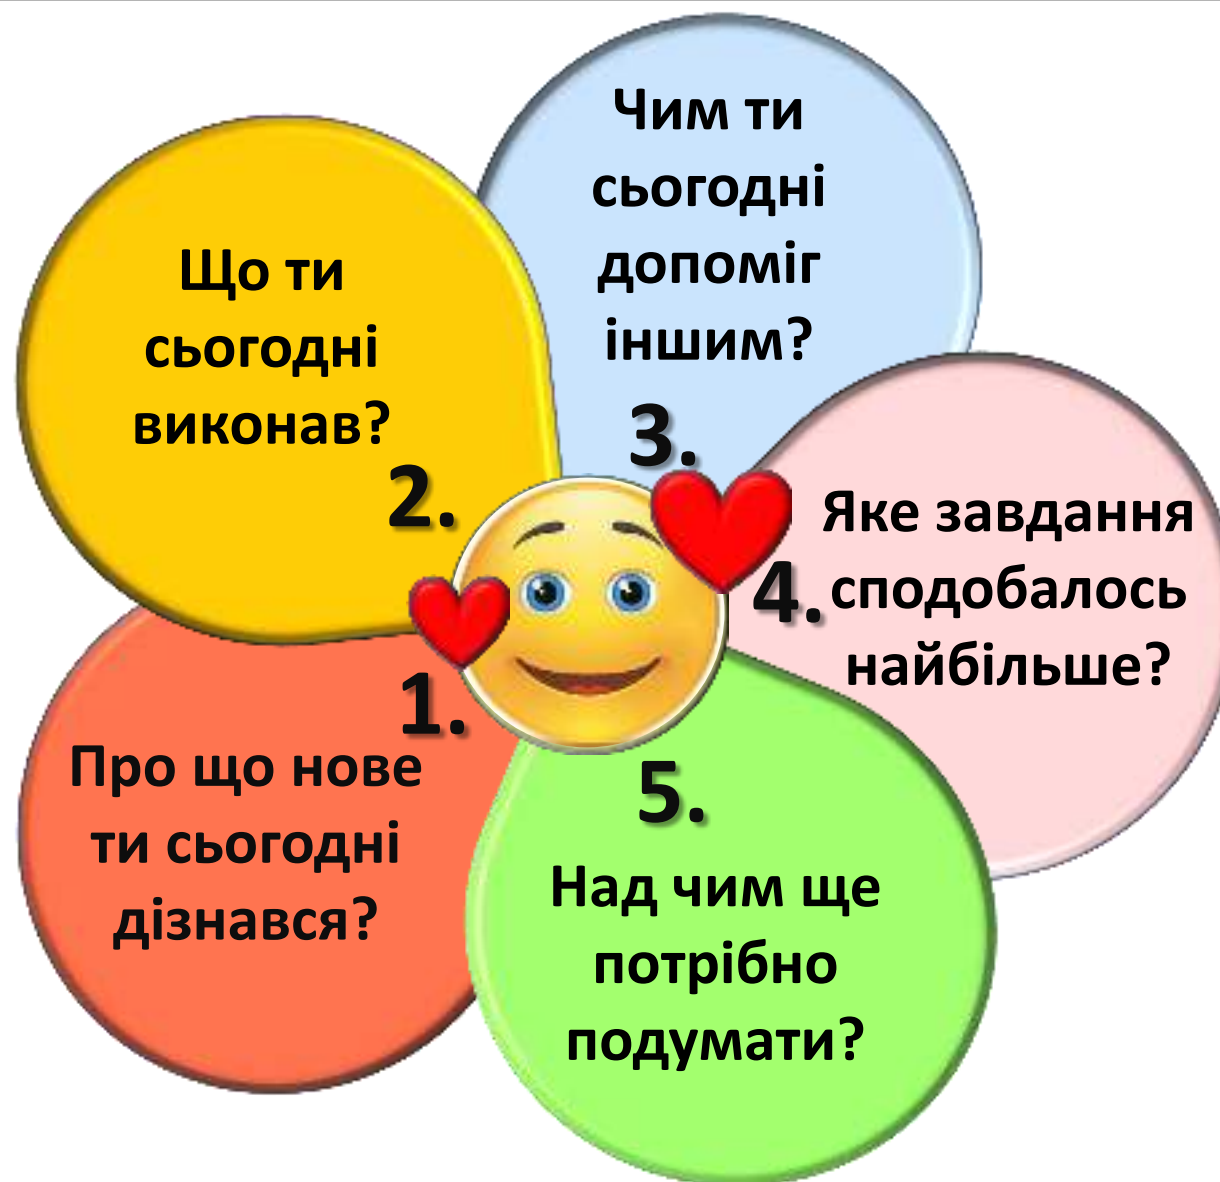 1.
Про що нове
ти сьогодні
дізнався?
2.
Що ти
сьогодні
виконав?
3.
Чим ти
сьогодні
допоміг
іншим?
4.
Яке завдання
сподобалось
найбільше?
5.
Над чим ще
потрібно
подумати?